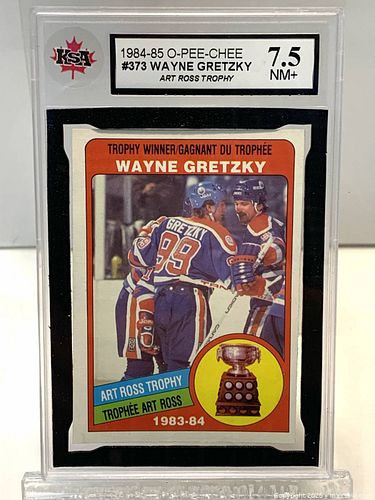 KSA
1984-85 O-PEE-CHEE
#373 WAYNE GRETZKY
ART ROSS TROPHY
7.5
NM+
TROPHY WINNER/GAGNANT DU TROPHÉE
WAYNE GRETZKY
GRETZKY
99
ART ROSS TROPHY
TROPHÉE ART ROSS
1983-84